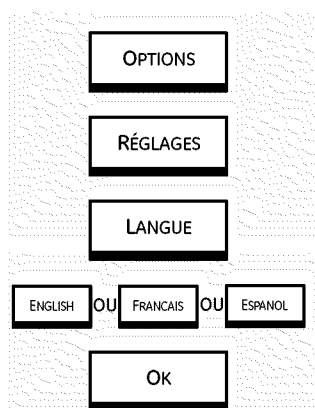 OPTIONS
RÉGLAGES
LANGUE
ENGLISH OU FRANCAIS OU ESPANOL
OK